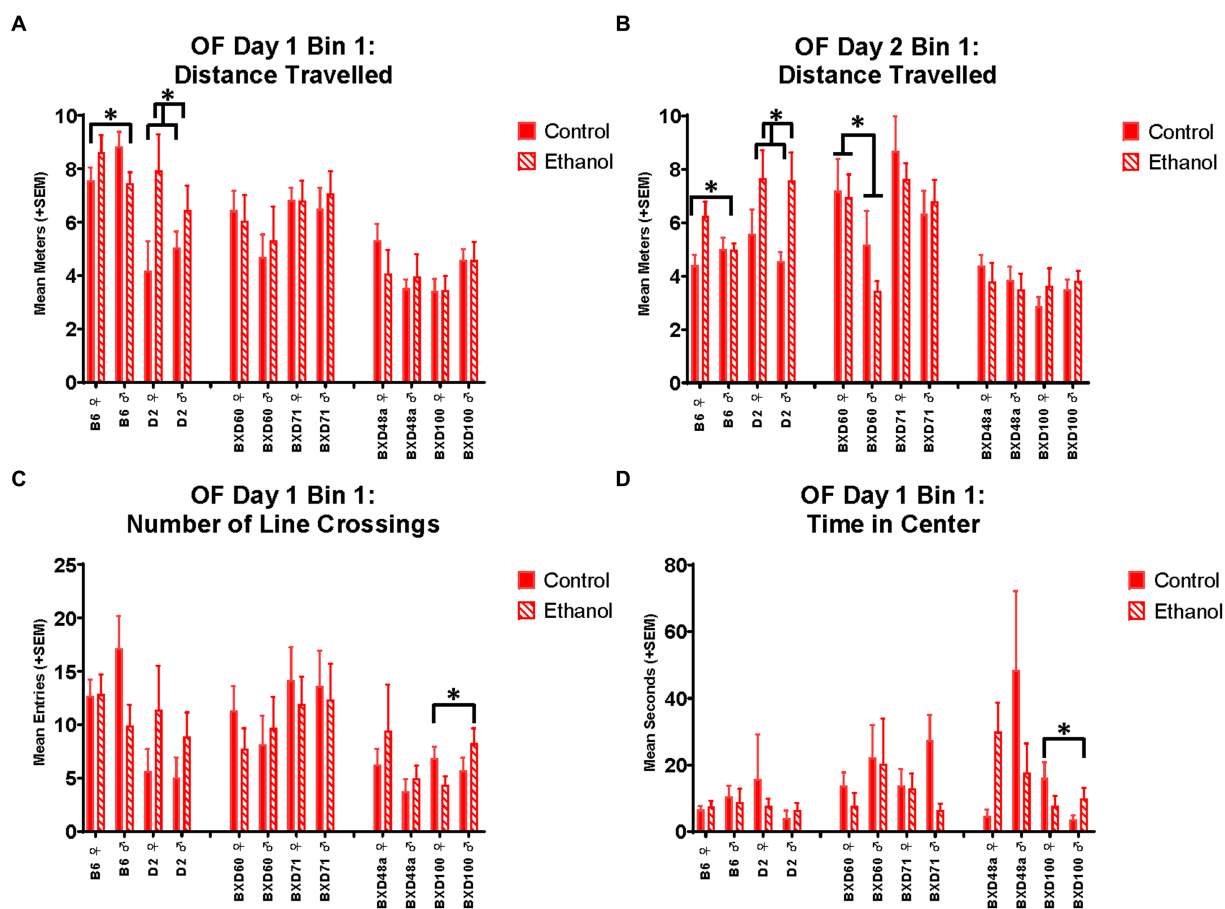 A
OF Day 1 Bin 1:
Distance Travelled
Mean Meters (+SEM)
10
8
6
4
2
0
*
*
Control
Ethanol
B6 ♀
B6 ♂
D2 ♀
D2 ♂
BXD60 ♀
BXD60 ♂
BXD71 ♀
BXD71 ♂
BXD48a ♀
BXD48a ♂
BXD100 ♀
BXD100 ♂
B
OF Day 2 Bin 1:
Distance Travelled
Mean Meters (+SEM)
10
8
6
4
2
0
*
*
*
Control
Ethanol
B6 ♀
B6 ♂
D2 ♀
D2 ♂
BXD60 ♀
BXD60 ♂
BXD71 ♀
BXD71 ♂
BXD48a ♀
BXD48a ♂
BXD100 ♀
BXD100 ♂
C
OF Day 1 Bin 1:
Number of Line Crossings
Mean Entries (+SEM)
25
20
15
10
5
0
*
Control
Ethanol
B6 ♀
B6 ♂
D2 ♀
D2 ♂
BXD60 ♀
BXD60 ♂
BXD71 ♀
BXD71 ♂
BXD48a ♀
BXD48a ♂
BXD100 ♀
BXD100 ♂
D
OF Day 1 Bin 1:
Time in Center
Mean Seconds (+SEM)
80
60
40
20
0
*
Control
Ethanol
B6 ♀
B6 ♂
D2 ♀
D2 ♂
BXD60 ♀
BXD60 ♂
BXD71 ♀
BXD71 ♂
BXD48a ♀
BXD48a ♂
BXD100 ♀
BXD100 ♂